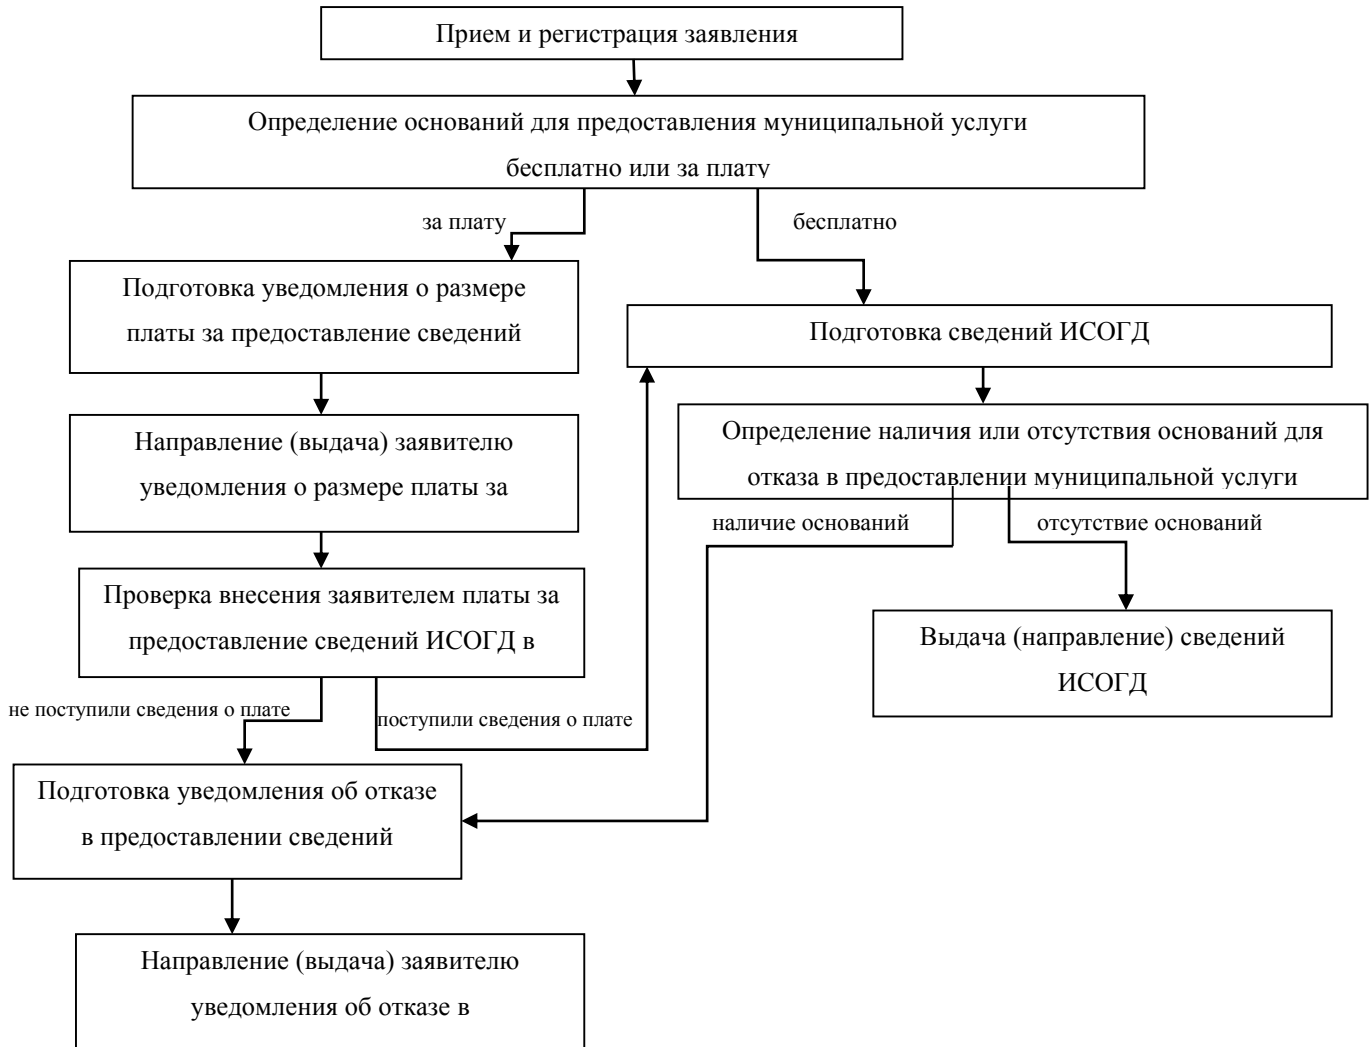 Прием и регистрация заявления
Определение оснований для предоставления муниципальной услуги
бесплатно или за плату
за плату
бесплатно
Подготовка уведомления о размере
платы за предоставление сведений
Подготовка сведений ИСОГД
Направление (выдача) заявителю
уведомления о размере платы за
Определение наличия или отсутствия оснований для
отказа в предоставлении муниципальной услуги
наличие оснований
отсутствие оснований
Проверка внесения заявителем платы за
предоставление сведений ИСОГД в
Выдача (направление) сведений
ИСОГД
не поступили сведения о плате
поступили сведения о плате
Подготовка уведомления об отказе
в предоставлении сведений
Направление (выдача) заявителю
уведомления об отказе в